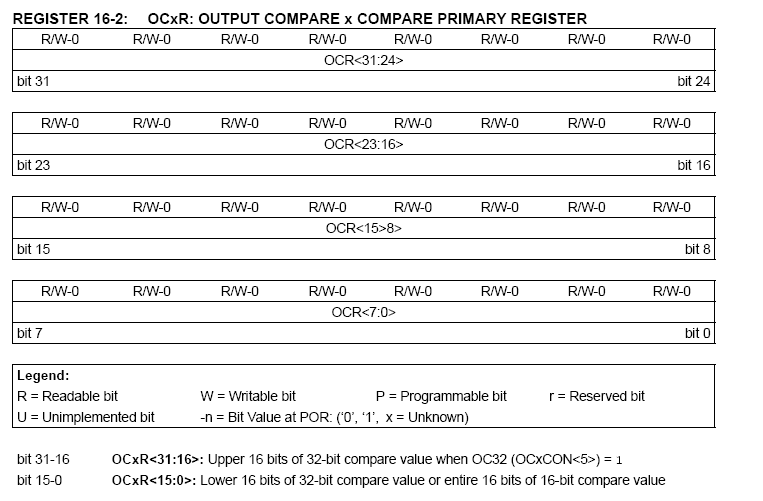 REGISTER 16-2: OCxR: OUTPUT COMPARE x COMPARE PRIMARY REGISTER
R/W-0 R/W-0 R/W-0 R/W-0 R/W-0 R/W-0 R/W-0 R/W-0
OCR<31:24>
bit 31 bit 24
R/W-0 R/W-0 R/W-0 R/W-0 R/W-0 R/W-0 R/W-0 R/W-0
OCR<23:16>
bit 23 bit 16
R/W-0 R/W-0 R/W-0 R/W-0 R/W-0 R/W-0 R/W-0 R/W-0
OCR<15>8>
bit 15 bit 8
R/W-0 R/W-0 R/W-0 R/W-0 R/W-0 R/W-0 R/W-0 R/W-0
OCR<7:0>
bit 7 bit 0
Legend:
R = Readable bit W = Writable bit P = Programmable bit r = Reserved bit
U = Unimplemented bit -n = Bit Value at POR: (‘0’, ‘1’, x = Unknown)
bit 31-16 OCxR<31:16>: Upper 16 bits of 32-bit compare value when OC32 (OCxCON<5>) = 1
bit 15-0 OCxR<15:0>: Lower 16 bits of 32-bit compare value or entire 16 bits of 16-bit compare value